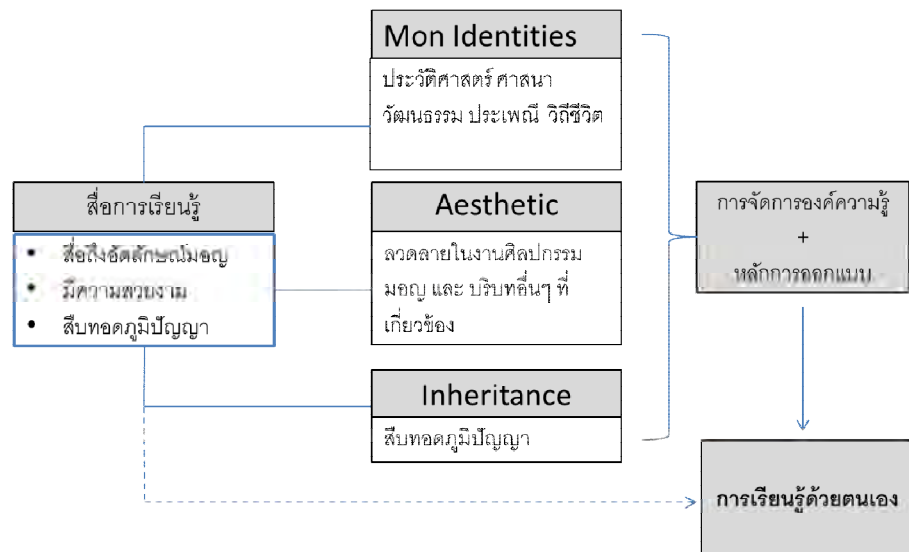 Mon Identities
ประวัติศาสตร์ ศาสนา
วัฒนธรรม ประเพณี วิถีชีวิต
สื่อการเรียนรู้
• สื่อถึงอัตลักษณ์มอญ
• มีความสวยงาม
• สืบทอดภูมิปัญญา
Aesthetic
ลวดลายในงานศิลปกรรม
มอญ และ บริบทอื่นๆ ที่
เกี่ยวข้อง
Inheritance
สืบทอดภูมิปัญญา
การจัดการองค์ความรู้
+
หลักการออกแบบ
การเรียนรู้ด้วยตนเอง